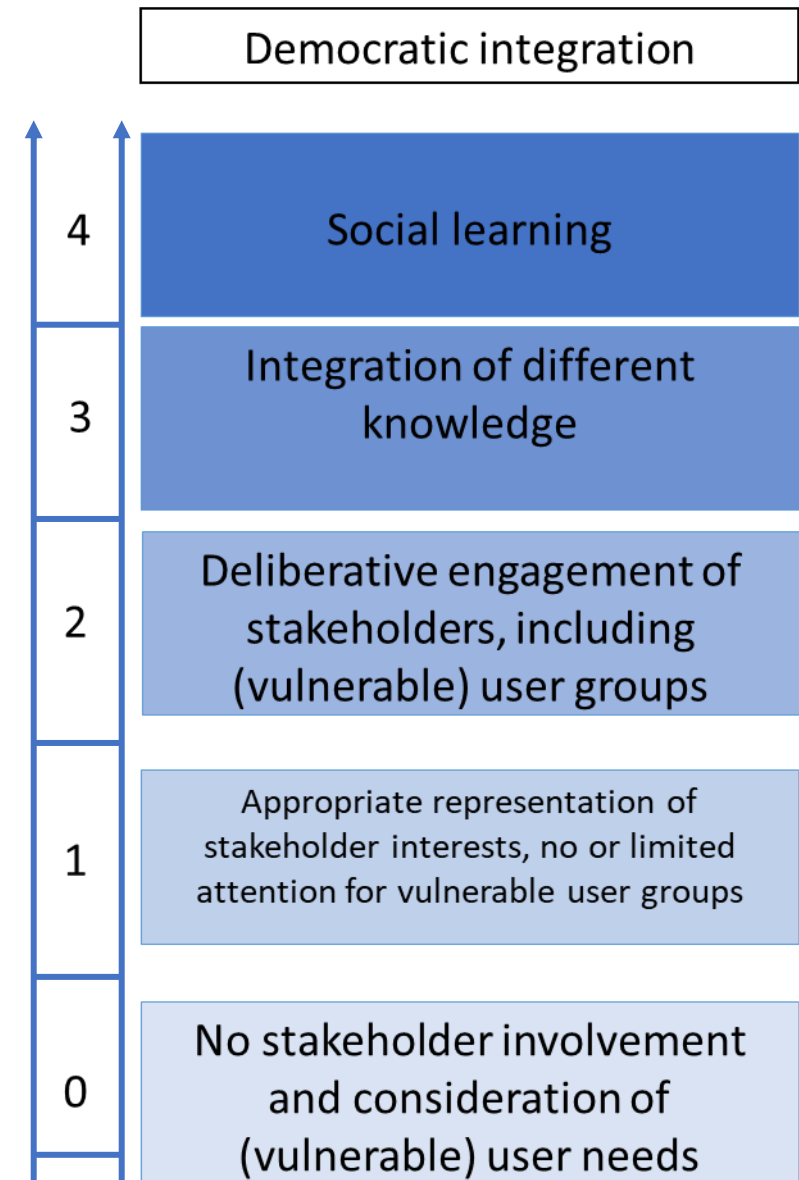 Democratic integration
4
Social learning
3
Integration of different
knowledge
2
Deliberative engagement of
stakeholders, including
(vulnerable) user groups
1
Appropriate representation of
stakeholder interests, no or limited
attention for vulnerable user groups
0
No stakeholder involvement
and consideration of
(vulnerable) user needs